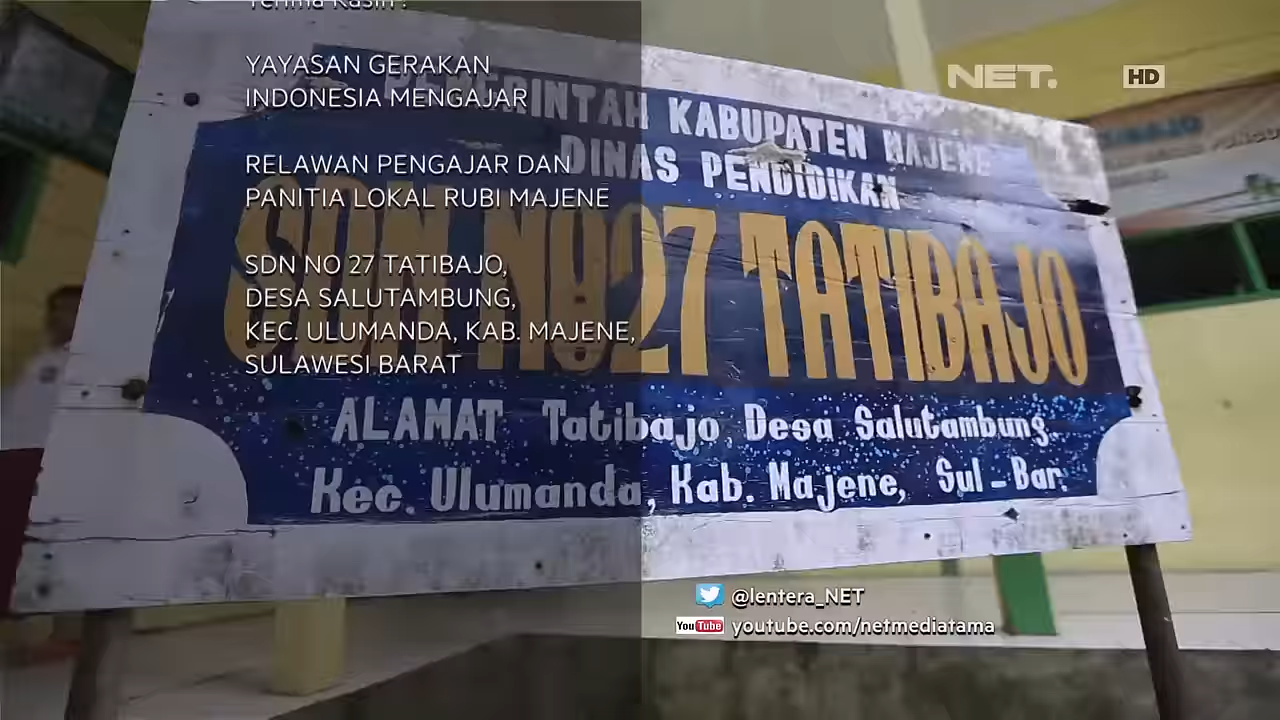 Terima Kasih :
YAYASAN GERAKAN
INDONESIA MENGAJAR
RELAWAN PENGAJAR DAN
PANITIA LOKAL RUBI MAJENE
SDN NO 27 TATIBAJO,
DESA SALUTAMBUNG,
KEC. ULUMANDA, KAB. MAJENE,
SULAWESI BARAT
NET. HD
PEMERINTAH KABUPATEN MAJENE
DINAS PENDIDIKAN
SDN NO 27 TATIBAJO
ALAMAT Tatibajo Desa Salutambung.
Kec. Ulumanda, Kab. Majene, Sul-Bar.
@lentera_NET
YouTube youtube.com/netmediatama